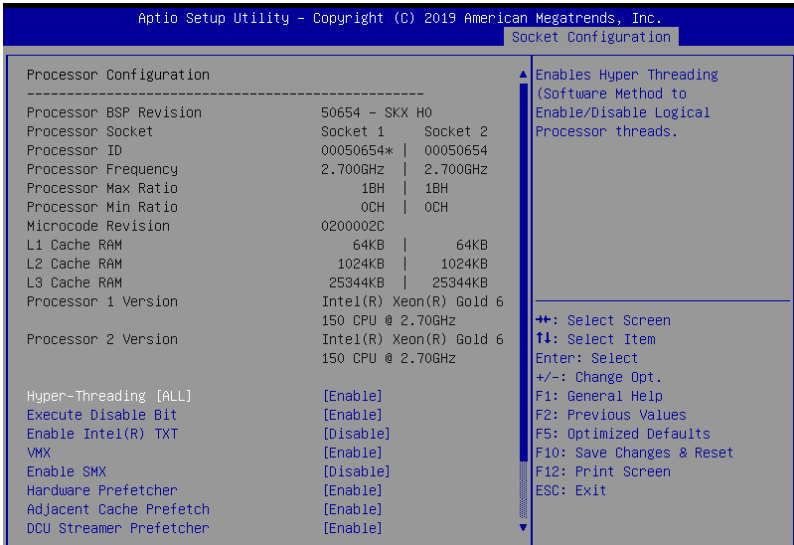 Aptio Setup Utility – Copyright (C) 2019 American Megatrends, Inc.
Socket Configuration
Processor Configuration
--------------------------------------------------
Processor BSP Revision 50654 – SKX H0
Processor Socket Socket 1 Socket 2
Processor ID 00050654* | 00050654
Processor Frequency 2.700GHz | 2.700GHz
Processor Max Ratio 1BH | 1BH
Processor Min Ratio 0CH | 0CH
Microcode Revision 0200002C
L1 Cache RAM 64KB | 64KB
L2 Cache RAM 1024KB | 1024KB
L3 Cache RAM 25344KB | 25344KB
Processor 1 Version Intel(R) Xeon(R) Gold 6
150 CPU @ 2.70GHz
Processor 2 Version Intel(R) Xeon(R) Gold 6
150 CPU @ 2.70GHz
Hyper-Threading [ALL] [Enable]
Execute Disable Bit [Enable]
Enable Intel(R) TXT [Disable]
VMX [Enable]
Enable SMX [Disable]
Hardware Prefetcher [Enable]
Adjacent Cache Prefetch [Enable]
DCU Streamer Prefetcher [Enable]
Enables Hyper Threading
(Software Method to
Enable/Disable Logical
Processor threads.
→←: Select Screen
↑↓: Select Item
Enter: Select
+/-: Change Opt.
F1: General Help
F2: Previous Values
F5: Optimized Defaults
F10: Save Changes & Reset
F12: Print Screen
ESC: Exit